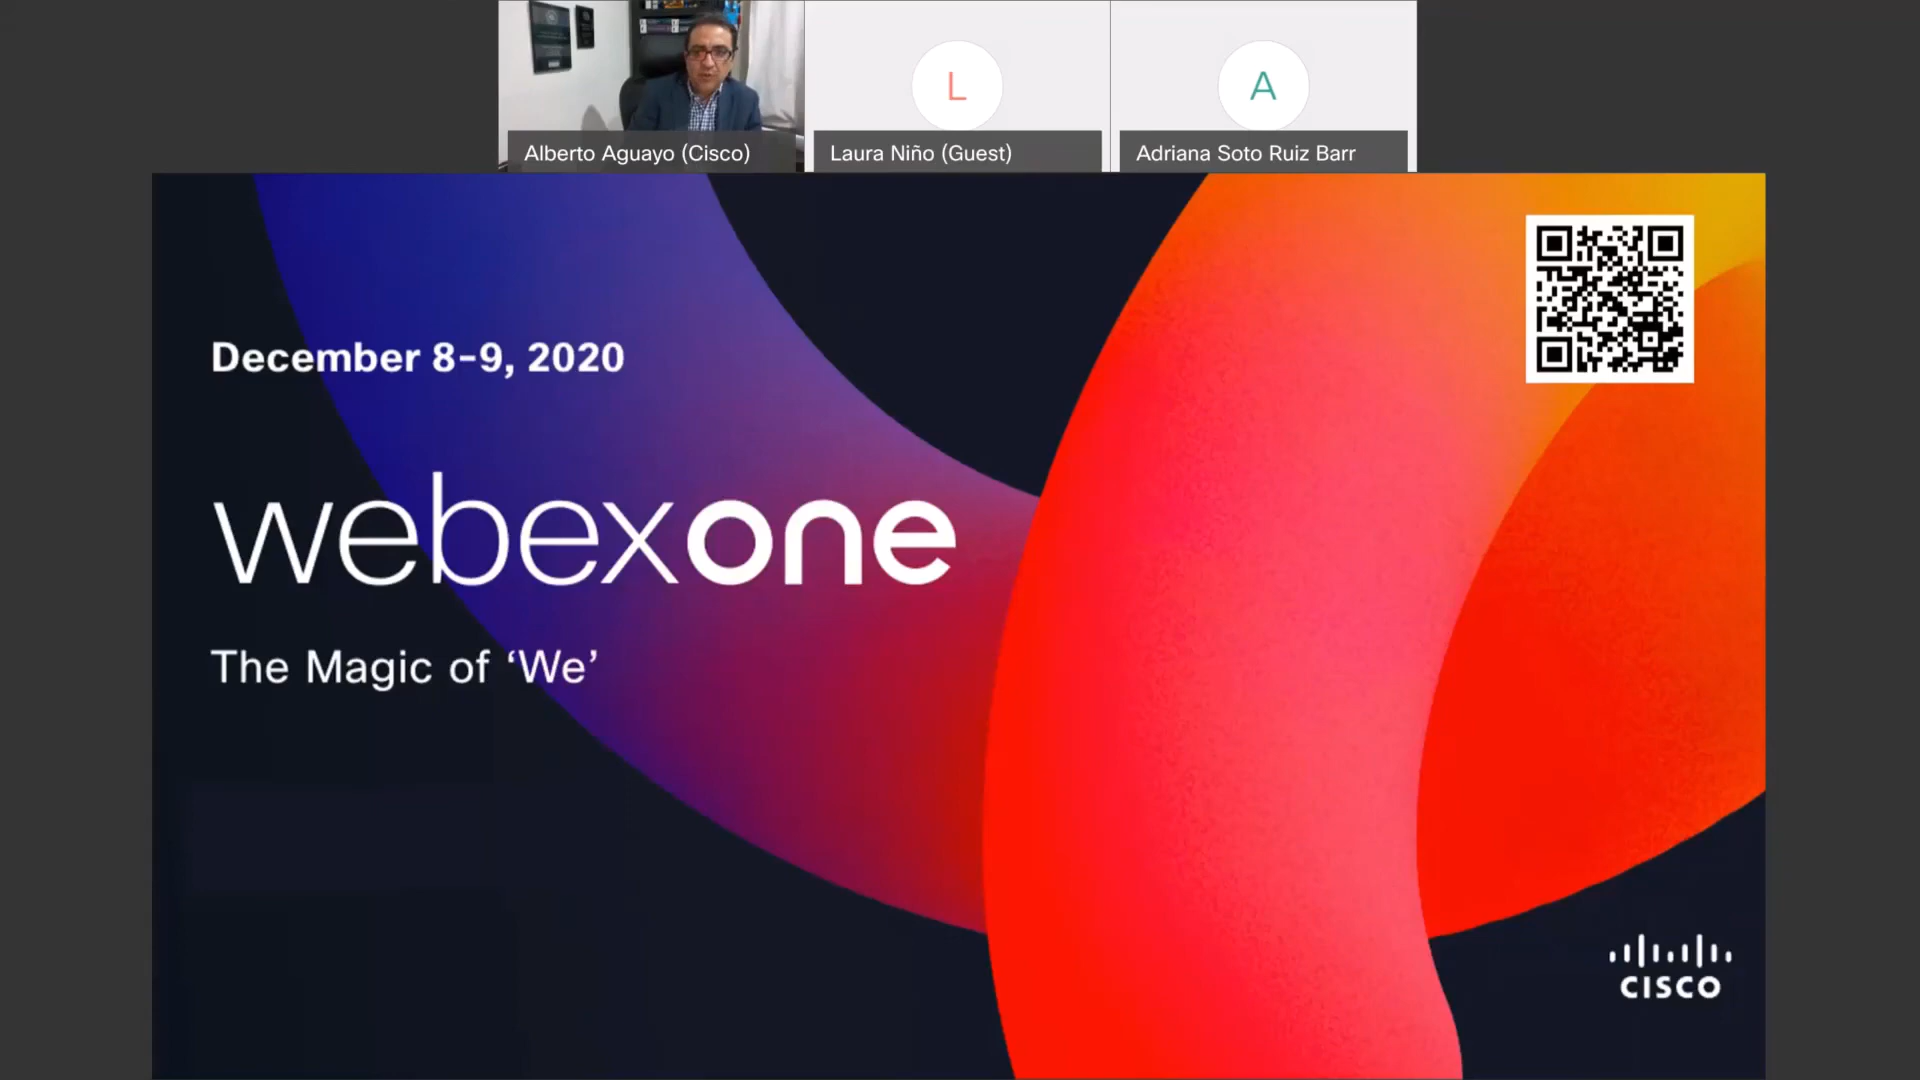 Alberto Aguayo (Cisco)
L
Laura Niño (Guest)
A
Adriana Soto Ruiz Barr
December 8-9, 2020
webexone
The Magic of ‘We’
CISCO